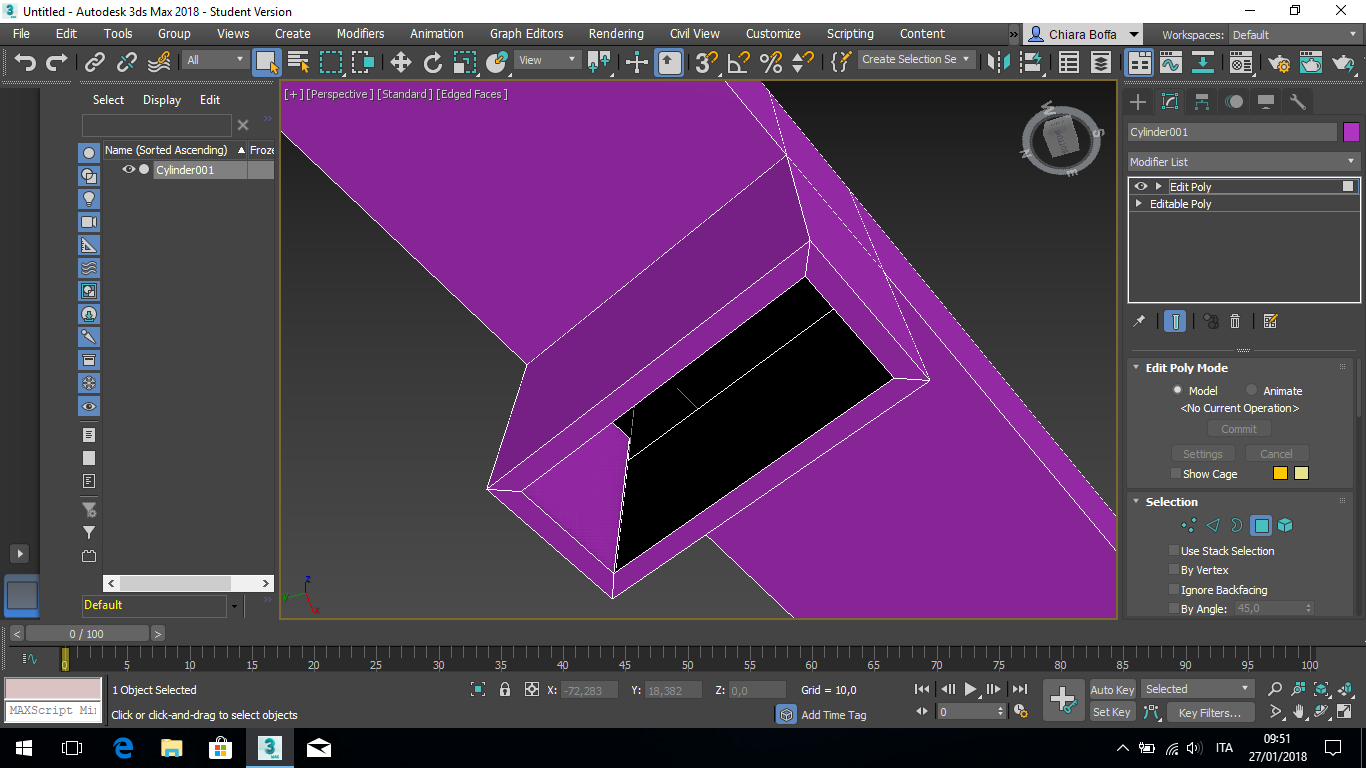 Untitled - Autodesk 3ds Max 2018 - Student Version
File Edit Tools Group Views Create Modifiers Animation Graph Editors Rendering Civil View Customize Scripting Content » Chiara Boffa Workspaces: Default
All View Create Selection Se
Select Display Edit
[+] [Perspective ] [Standard ] [Edged Faces ]
Name (Sorted Ascending) Froze
Cylinder001
Cylinder001
Modifier List
Edit Poly
Editable Poly
Edit Poly Mode
Model Animate
<No Current Operation>
Commit
Settings Cancel
Show Cage
Selection
Use Stack Selection
By Vertex
Ignore Backfacing
By Angle: 45,0
Default
0 / 100
0 5 10 15 20 25 30 35 40 45 50 55 60 65 70 75 80 85 90 95 100
1 Object Selected X: -72,283 Y: 18,382 Z: 0,0 Grid = 10,0 Auto Key Selected
MAXScript Mi Click or click-and-drag to select objects Add Time Tag 0 Set Key Key Filters...
N S E W
z y x
ITA
09:51
27/01/2018